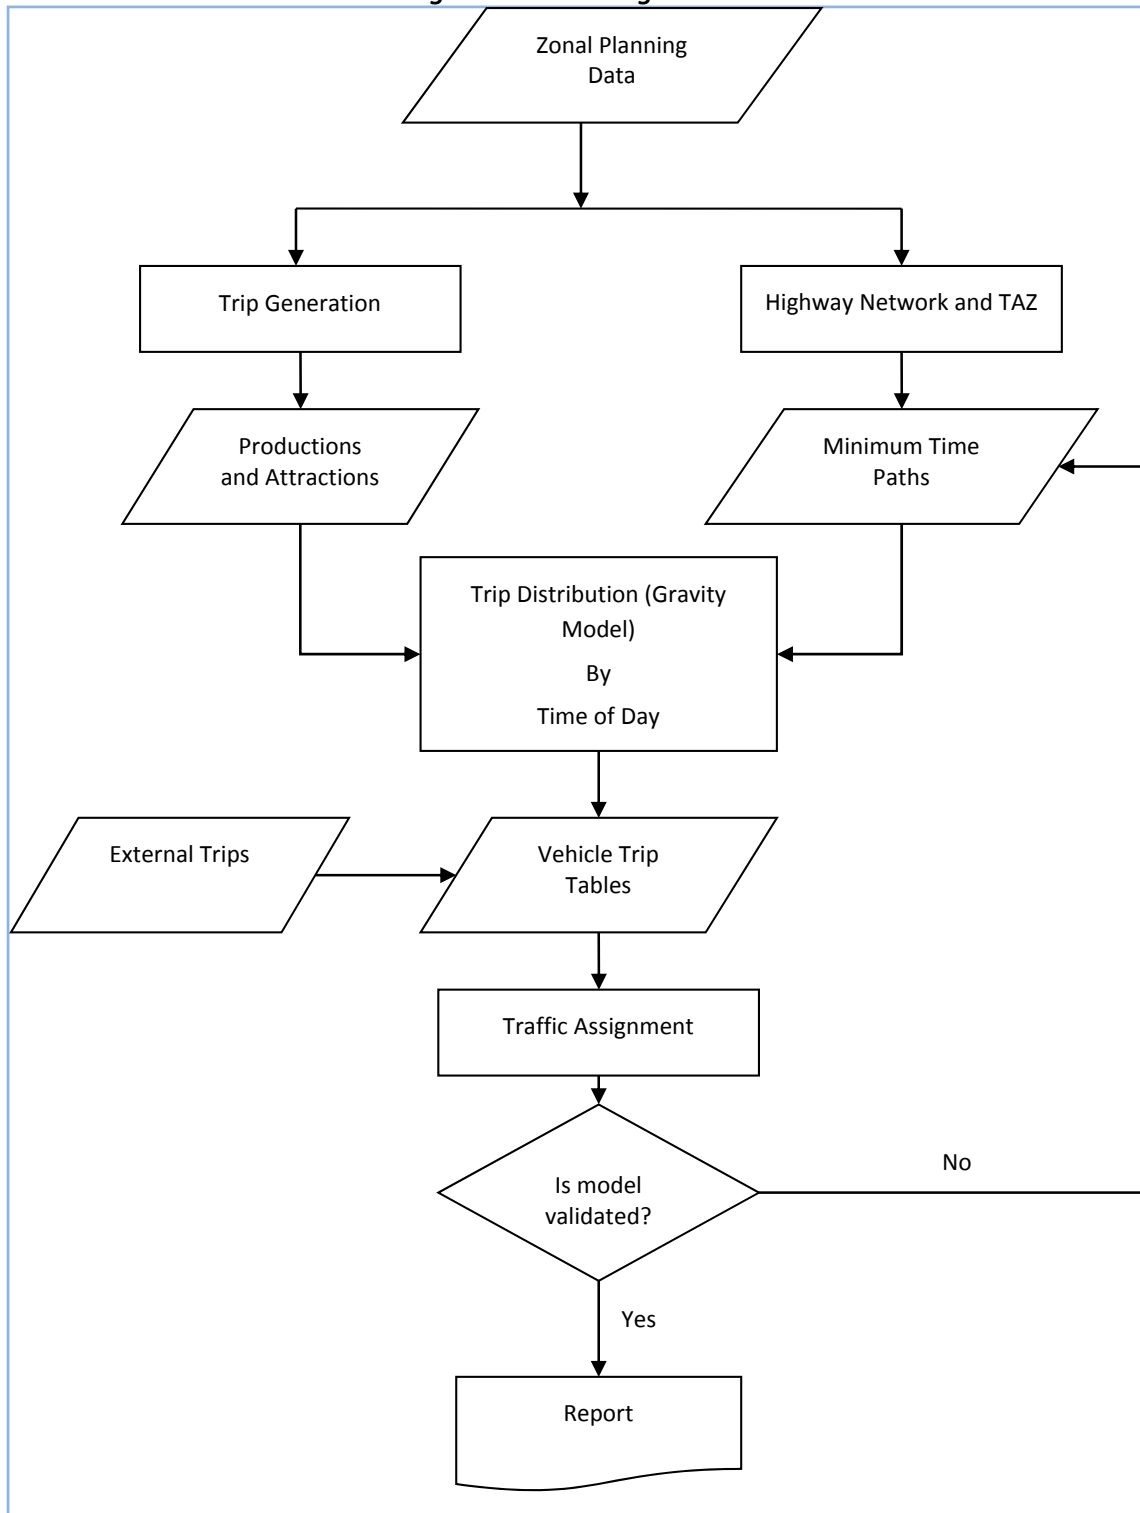 Zonal Planning
Data
Trip Generation
Highway Network and TAZ
Productions
and Attractions
Minimum Time
Paths
Trip Distribution (Gravity
Model)
By
Time of Day
External Trips
Vehicle Trip
Tables
Traffic Assignment
Is model
validated?
No
Yes
Report